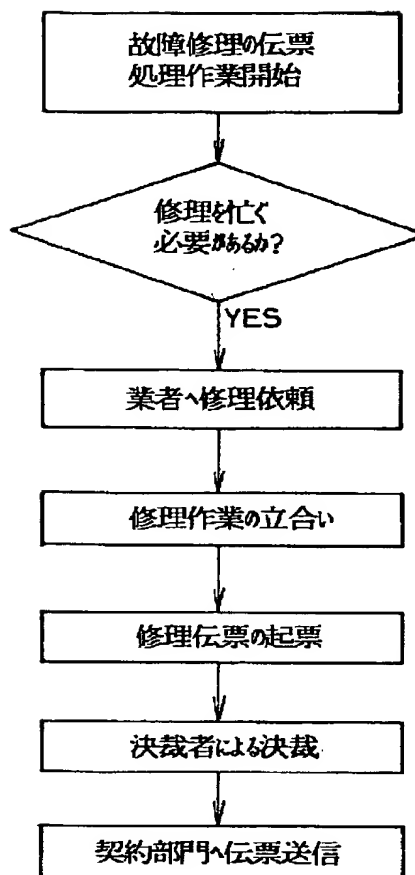 故障修理の伝票
処理作業開始
修理を忙ぐ
必要があるか?
YES
業者へ修理依頼
修理作業の立合い
修理伝票の起票
決裁者による決裁
契約部門へ伝票送信